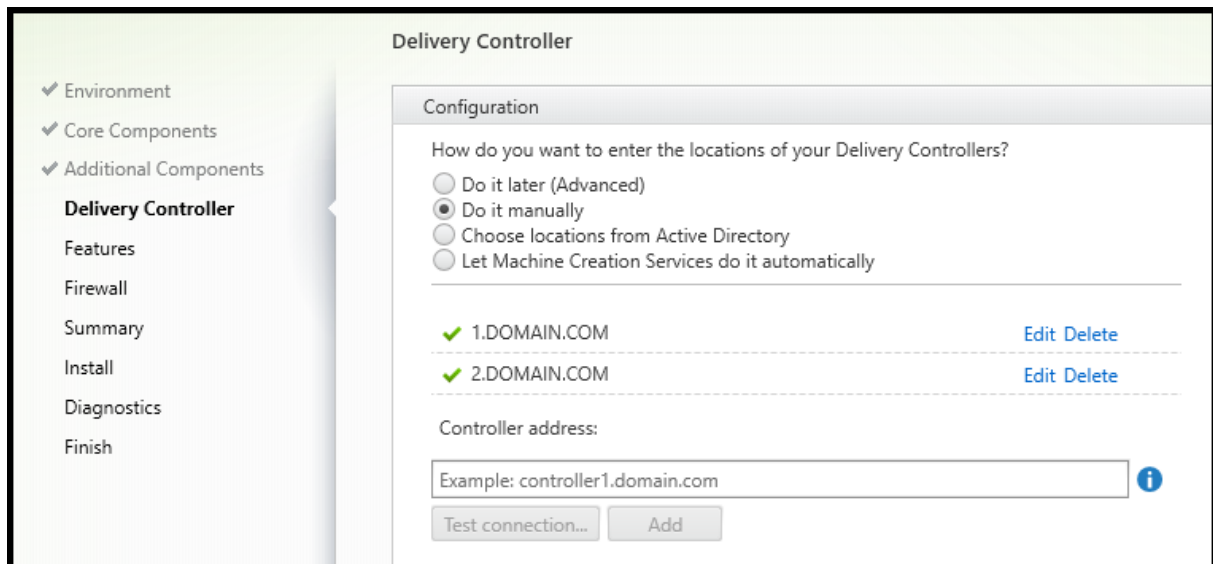 Delivery Controller
Environment
Core Components
Additional Components
Delivery Controller
Features
Firewall
Summary
Install
Diagnostics
Finish
Configuration
How do you want to enter the locations of your Delivery Controllers?
Do it later (Advanced)
Do it manually
Choose locations from Active Directory
Let Machine Creation Services do it automatically
1.DOMAIN.COM Edit Delete
2.DOMAIN.COM Edit Delete
Controller address:
Example: controller1.domain.com
Test connection... Add